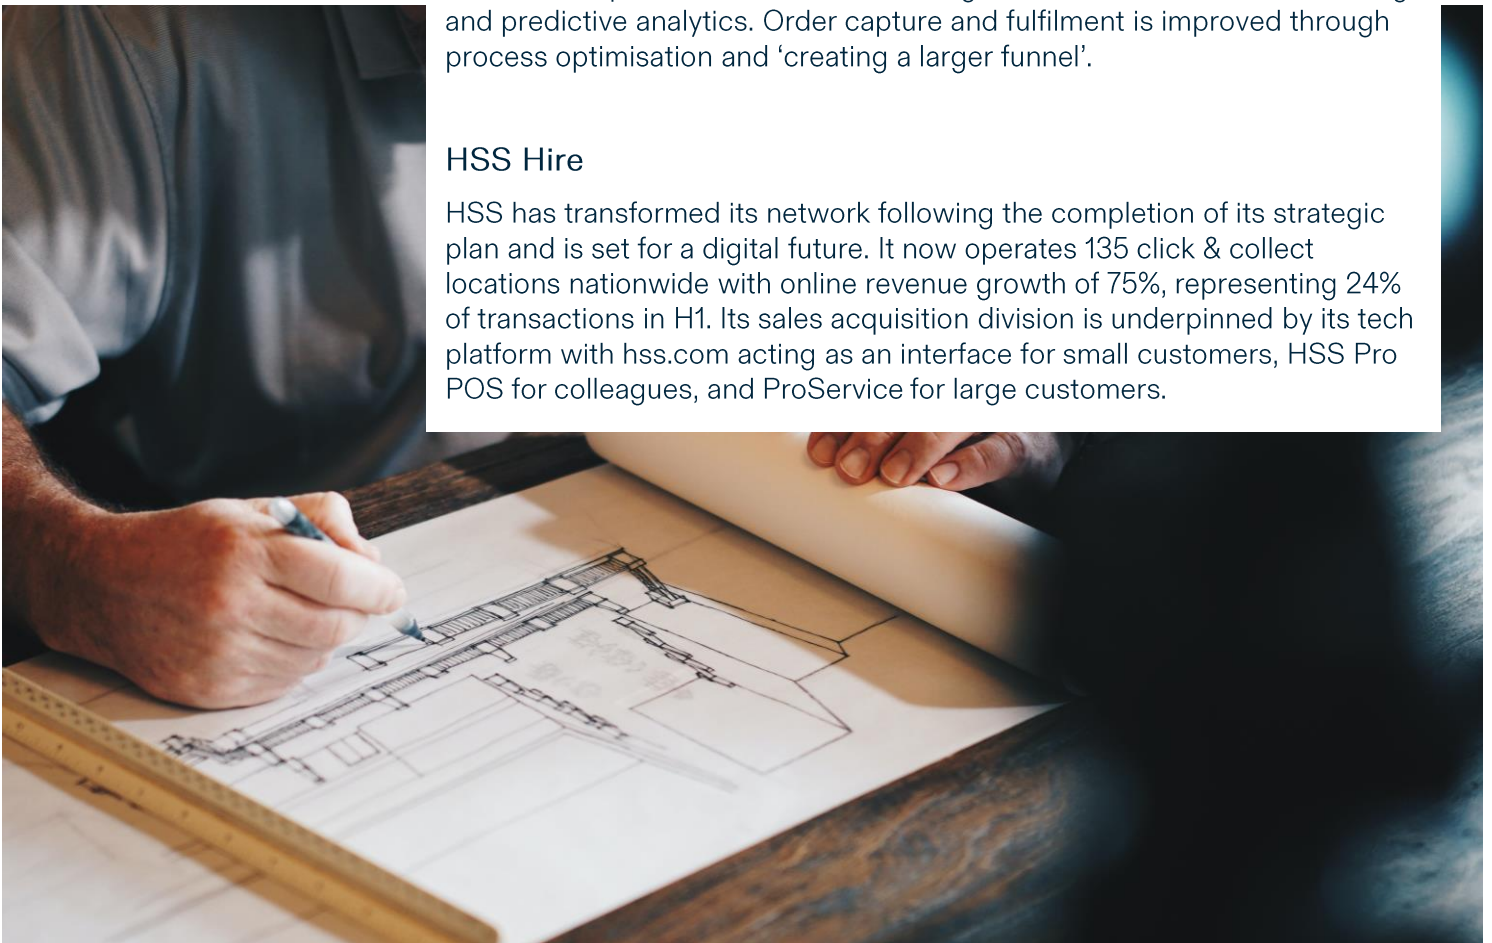 and predictive analytics. Order capture and fulfilment is improved through
process optimisation and ‘creating a larger funnel’.
HSS Hire
HSS has transformed its network following the completion of its strategic
plan and is set for a digital future. It now operates 135 click & collect
locations nationwide with online revenue growth of 75%, representing 24%
of transactions in H1. Its sales acquisition division is underpinned by its tech
platform with hss.com acting as an interface for small customers, HSS Pro
POS for colleagues, and ProService for large customers.